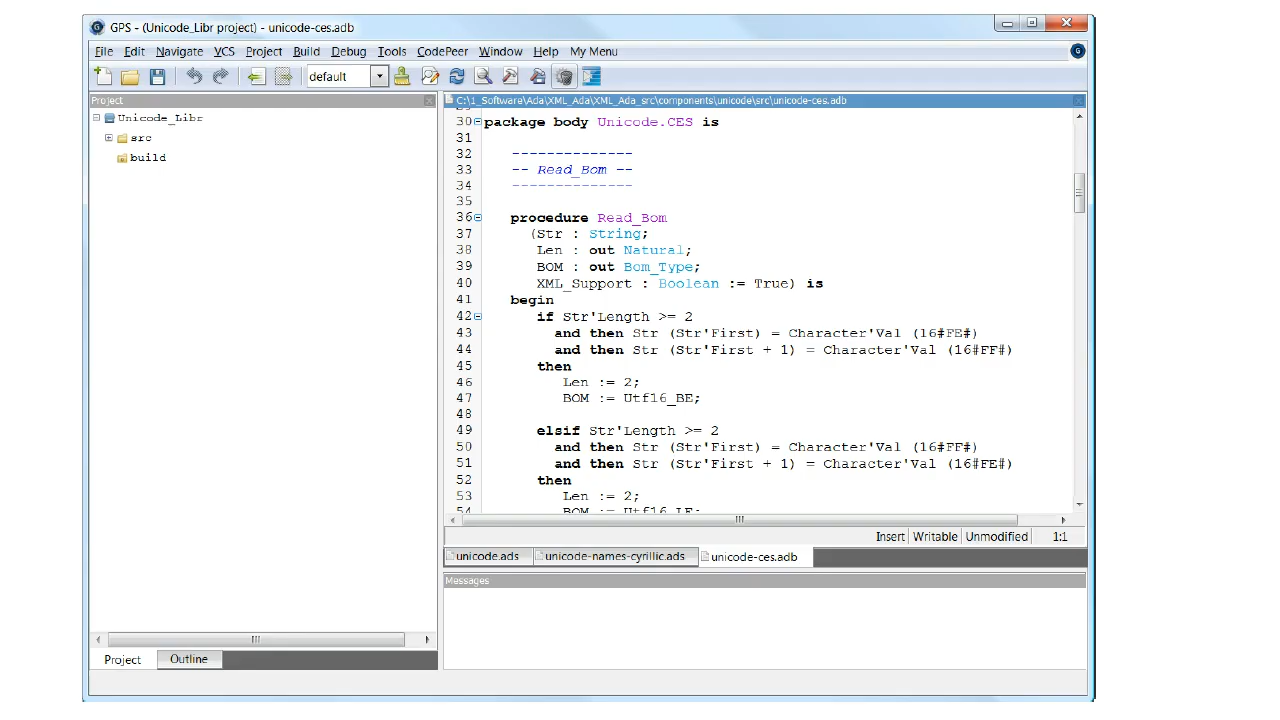 GPS - (Unicode_Libr project) - unicode-ces.adb
File Edit Navigate VCS Project Build Debug Tools CodePeer Window Help My Menu
default
Project
C:\1_Software\Ada\XML_Ada\XML_Ada_src\components\unicode\src\unicode-ces.adb
Unicode_Libr
src
build
30 package body Unicode.CES is
31
32 --------------
33 -- Read_Bom --
34 --------------
35
36 procedure Read_Bom
37 (Str : String;
38 Len : out Natural;
39 BOM : out Bom_Type;
40 XML_Support : Boolean := True) is
41 begin
42 if Str'Length >= 2
43 and then Str (Str'First) = Character'Val (16#FE#)
44 and then Str (Str'First + 1) = Character'Val (16#FF#)
45 then
46 Len := 2;
47 BOM := Utf16_BE;
48
49 elsif Str'Length >= 2
50 and then Str (Str'First) = Character'Val (16#FF#)
51 and then Str (Str'First + 1) = Character'Val (16#FE#)
52 then
53 Len := 2;
54 BOM := Utf16_LE;
Insert Writable Unmodified 1:1
unicode.ads unicode-names-cyrillic.ads unicode-ces.adb
Messages
Project Outline